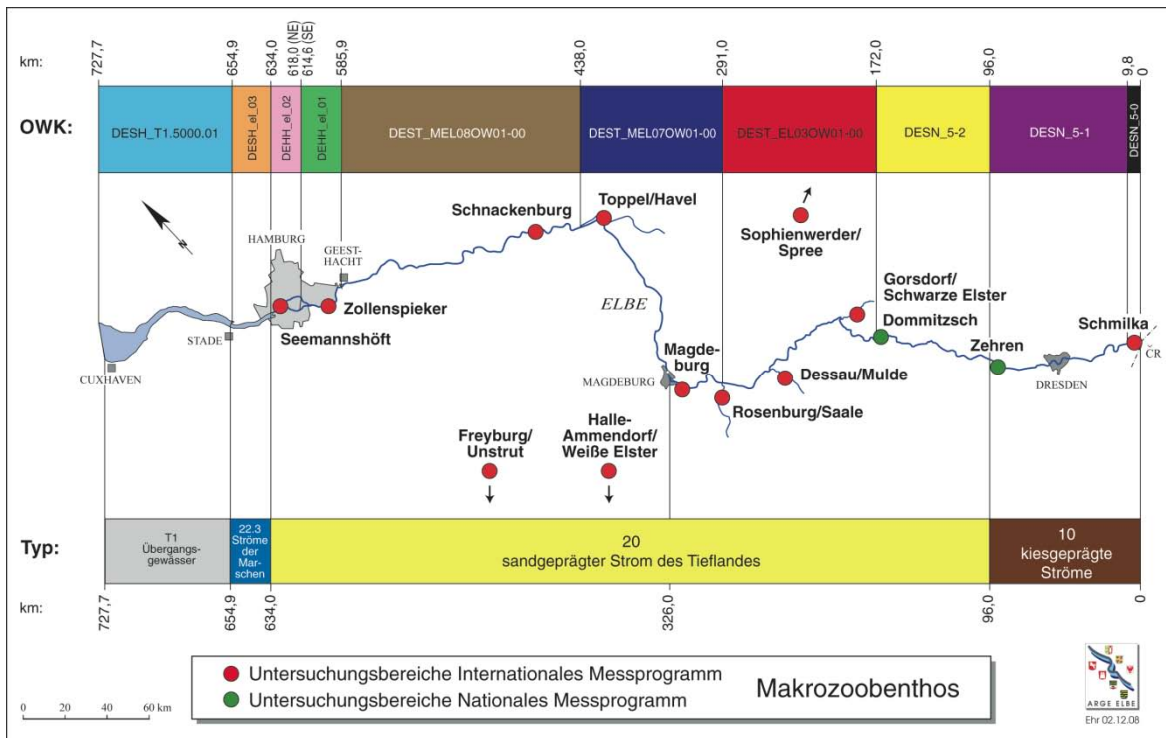 km:
727,7
654,9
634,0
618,0 (NE)
614,6 (SE)
585,9
438,0
291,0
172,0
96,0
9,8
0
OWK:
DESH_T1.5000.01
DESH_el_03
DEHH_el_02
DEHH_el_01
DEST_MEL08OW01-00
DEST_MEL07OW01-00
DEST_EL03OW01-00
DESN_5-2
DESN_5-1
DESN_5-0
N
HAMBURG
GEEST-
HACHT
Schnackenburg
Toppel/Havel
Sophienwerder/
Spree
Gorsdorf/
Schwarze Elster
Dommitzsch
Zollenspieker
ELBE
Seemannshöft
STADE
CUXHAVEN
Zehren
Schmilka
ČR
DRESDEN
Magde-
burg
MAGDEBURG
Dessau/Mulde
Rosenburg/Saale
Freyburg/
Unstrut
Halle-
Ammendorf/
Weiße Elster
Typ:
T1
Übergangs-
gewässer
22.3
Ströme
der
Mar-
schen
20
sandgeprägter Strom des Tieflandes
10
kiesgeprägte
Ströme
km:
727,7
654,9
634,0
326,0
96,0
0
Untersuchungsbereiche Internationales Messprogramm
Untersuchungsbereiche Nationales Messprogramm
Makrozoobenthos
0 20 40 60 km
ARGE ELBE
Ehr 02.12.08